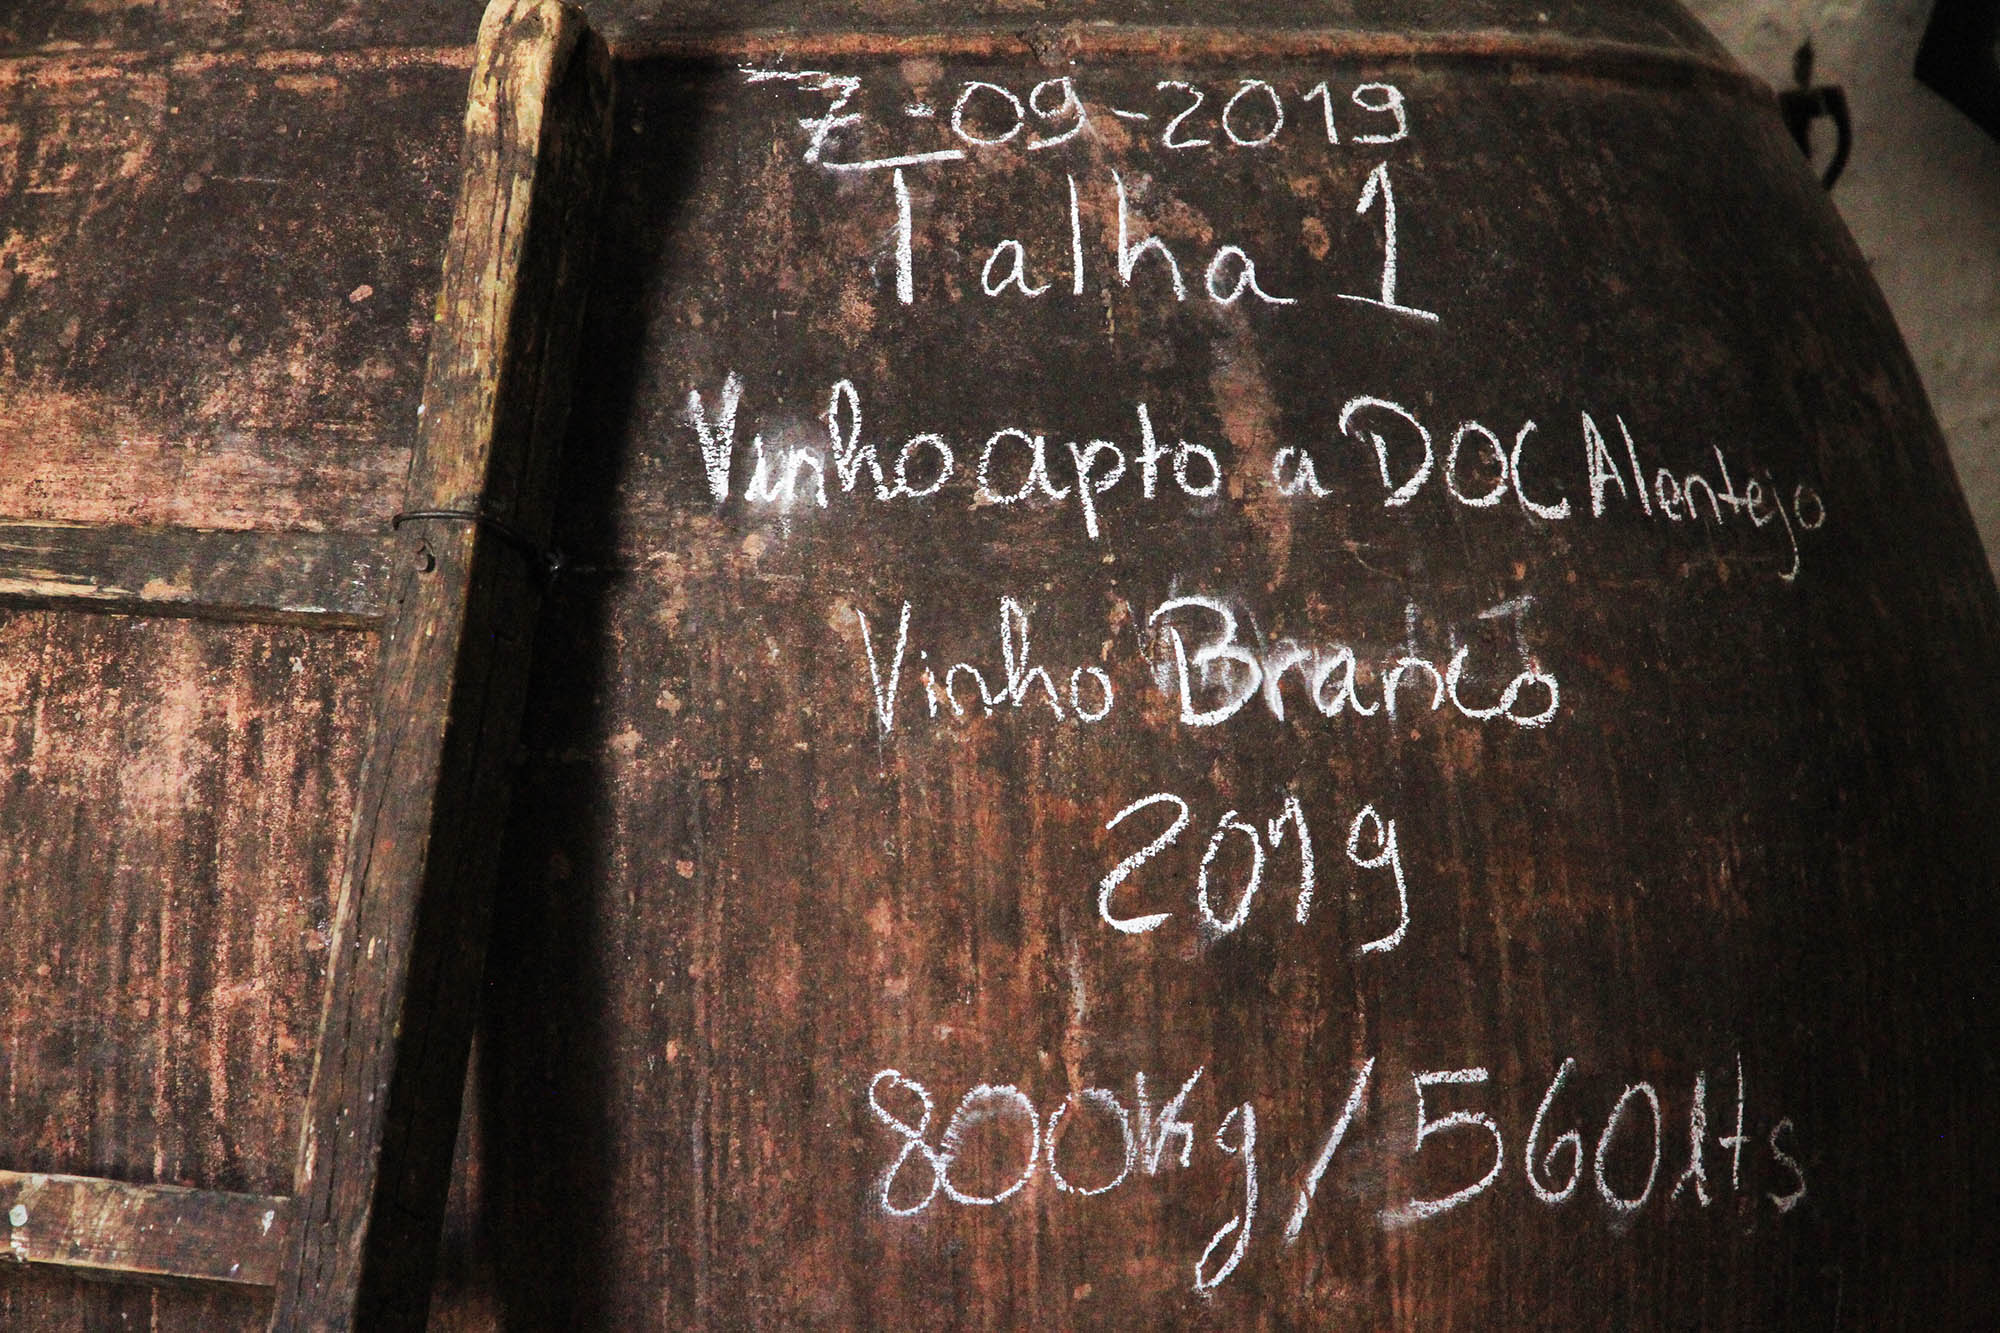 7-09-2019
Talha 1
Vinho apto a DOC Alentejo
Vinho Branco
2019
800Kg/560lts